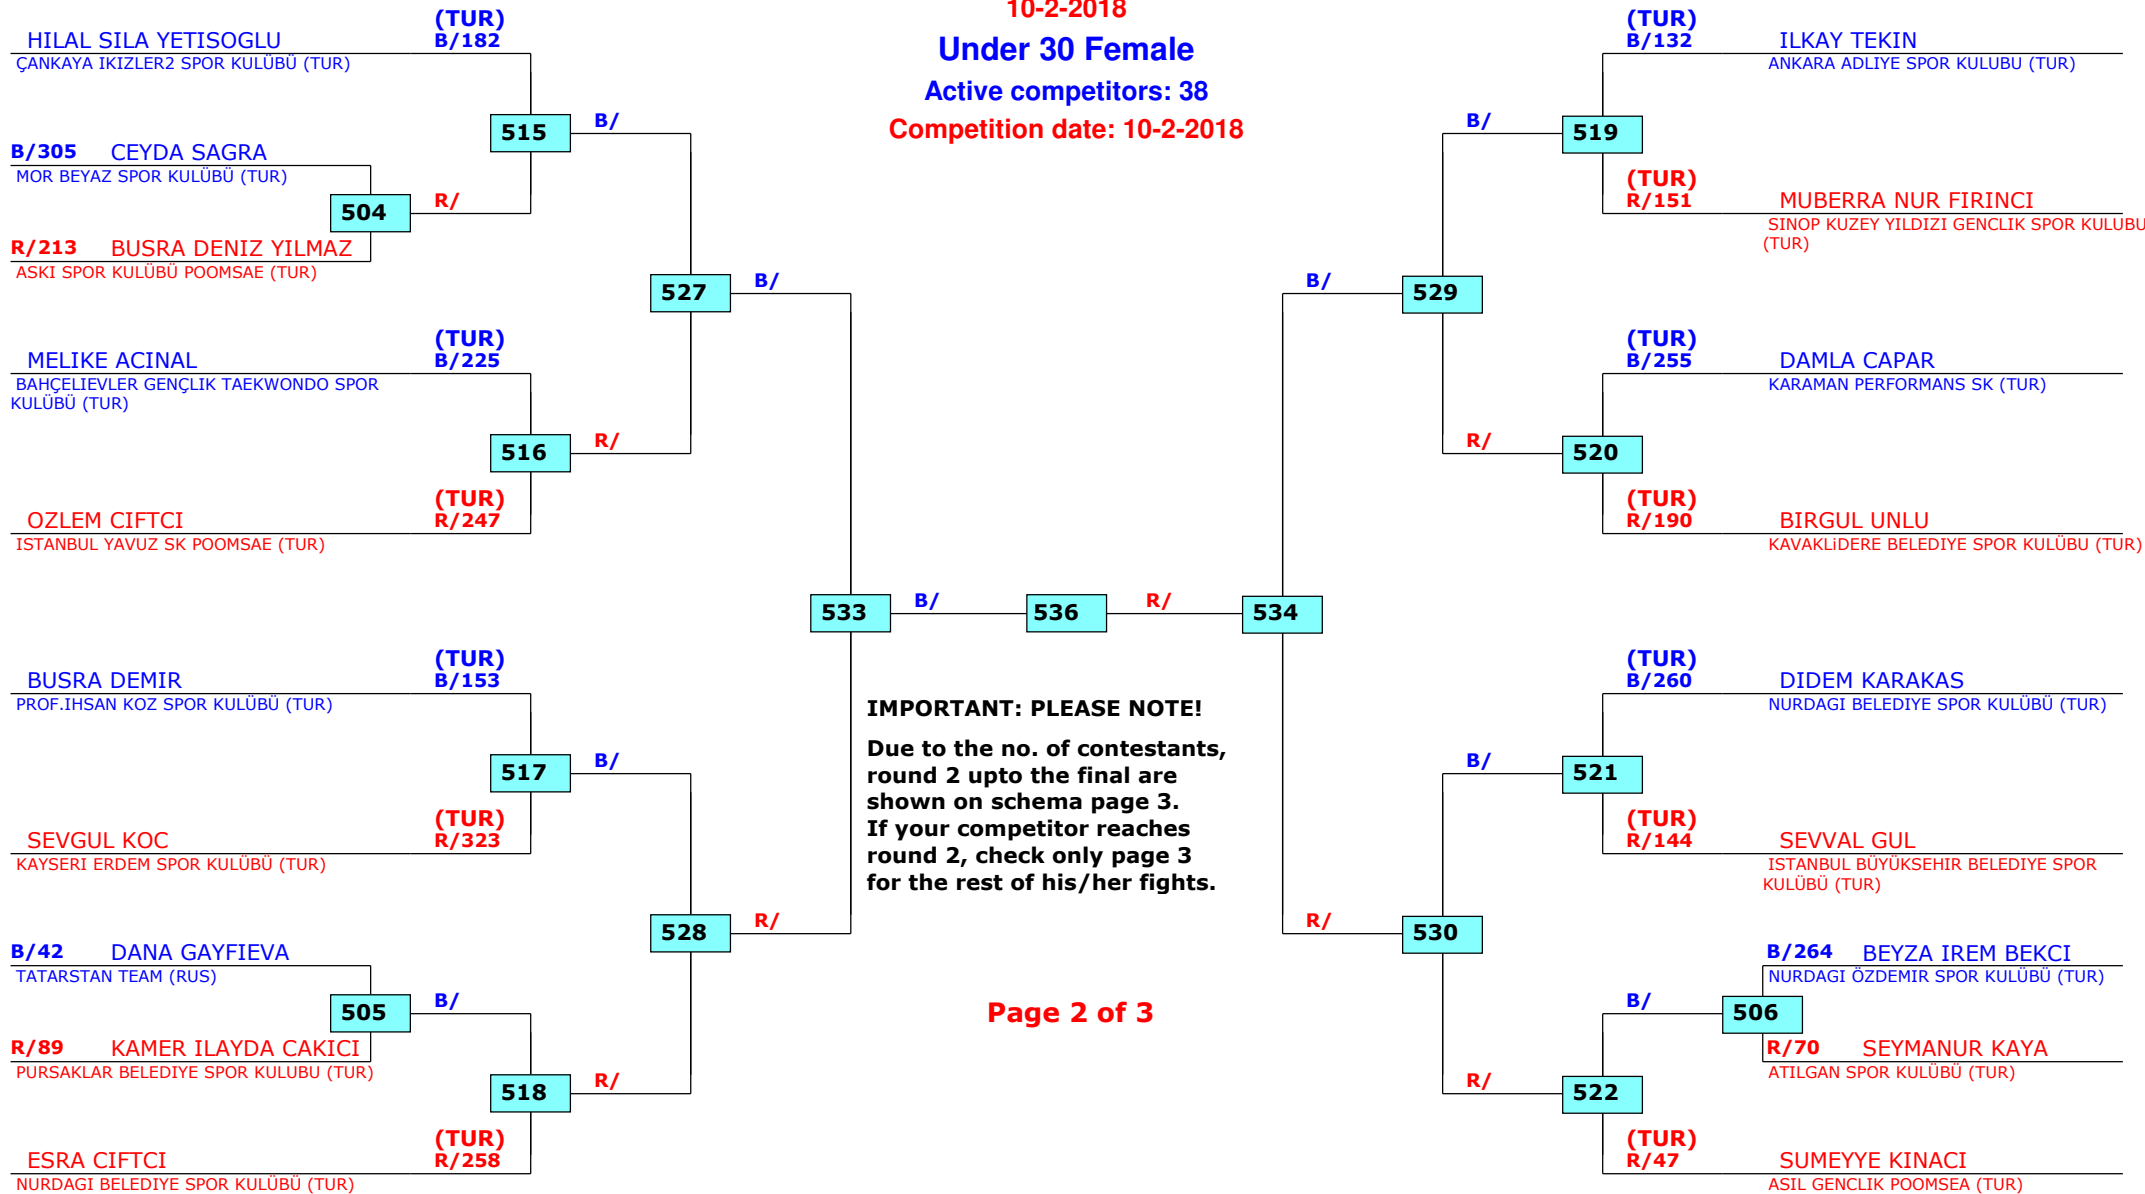 10-2-2018
Under 30 Female
Active competitors: 38
Competition date: 10-2-2018
(TUR)
HILAL SILA YETISOGLU B/182
ÇANKAYA IKIZLER2 SPOR KULÜBÜ (TUR)
515
B/
B/305 CEYDA SAGRA
MOR BEYAZ SPOR KULÜBÜ (TUR)
504
R/
R/213 BUSRA DENIZ YILMAZ
ASKI SPOR KULÜBÜ POOMSAE (TUR)
527
B/
(TUR)
MELIKE ACINAL B/225
BAHÇELIEVLER GENÇLIK TAEKWONDO SPOR
KULÜBÜ (TUR)
516
R/
(TUR)
OZLEM CIFTCI R/247
ISTANBUL YAVUZ SK POOMSAE (TUR)
533
B/
536
R/
534
(TUR)
BUSRA DEMIR B/153
PROF.IHSAN KOZ SPOR KULÜBÜ (TUR)
517
B/
(TUR)
SEVGUL KOC R/323
KAYSERI ERDEM SPOR KULÜBÜ (TUR)
528
R/
B/42 DANA GAYFIEVA
TATARSTAN TEAM (RUS)
505
B/
R/89 KAMER ILAYDA CAKICI
PURSAKLAR BELEDIYE SPOR KULUBU (TUR)
518
R/
(TUR)
ESRA CIFTCI R/258
NURDAGI BELEDIYE SPOR KULÜBÜ (TUR)
IMPORTANT: PLEASE NOTE!
Due to the no. of contestants,
round 2 upto the final are
shown on schema page 3.
If your competitor reaches
round 2, check only page 3
for the rest of his/her fights.
Page 2 of 3
(TUR)
B/132 ILKAY TEKIN
ANKARA ADLIYE SPOR KULUBU (TUR)
B/
519
(TUR)
R/151 MUBERRA NUR FIRINCI
SINOP KUZEY YILDIZI GENCLIK SPOR KULUBU
(TUR)
B/
529
(TUR)
B/255 DAMLA CAPAR
KARAMAN PERFORMANS SK (TUR)
R/
520
(TUR)
R/190 BIRGUL UNLU
KAVAKLiDERE BELEDIYE SPOR KULÜBU (TUR)
(TUR)
B/260 DIDEM KARAKAS
NURDAGI BELEDIYE SPOR KULÜBÜ (TUR)
B/
521
(TUR)
R/144 SEVVAL GUL
ISTANBUL BÜYÜKSEHIR BELEDIYE SPOR
KULÜBÜ (TUR)
R/
530
B/264 BEYZA IREM BEKCI
NURDAGI ÖZDEMIR SPOR KULÜBÜ (TUR)
B/
506
R/70 SEYMANUR KAYA
ATILGAN SPOR KULÜBÜ (TUR)
R/
522
(TUR)
R/47 SUMEYYE KINACI
ASIL GENCLIK POOMSEA (TUR)